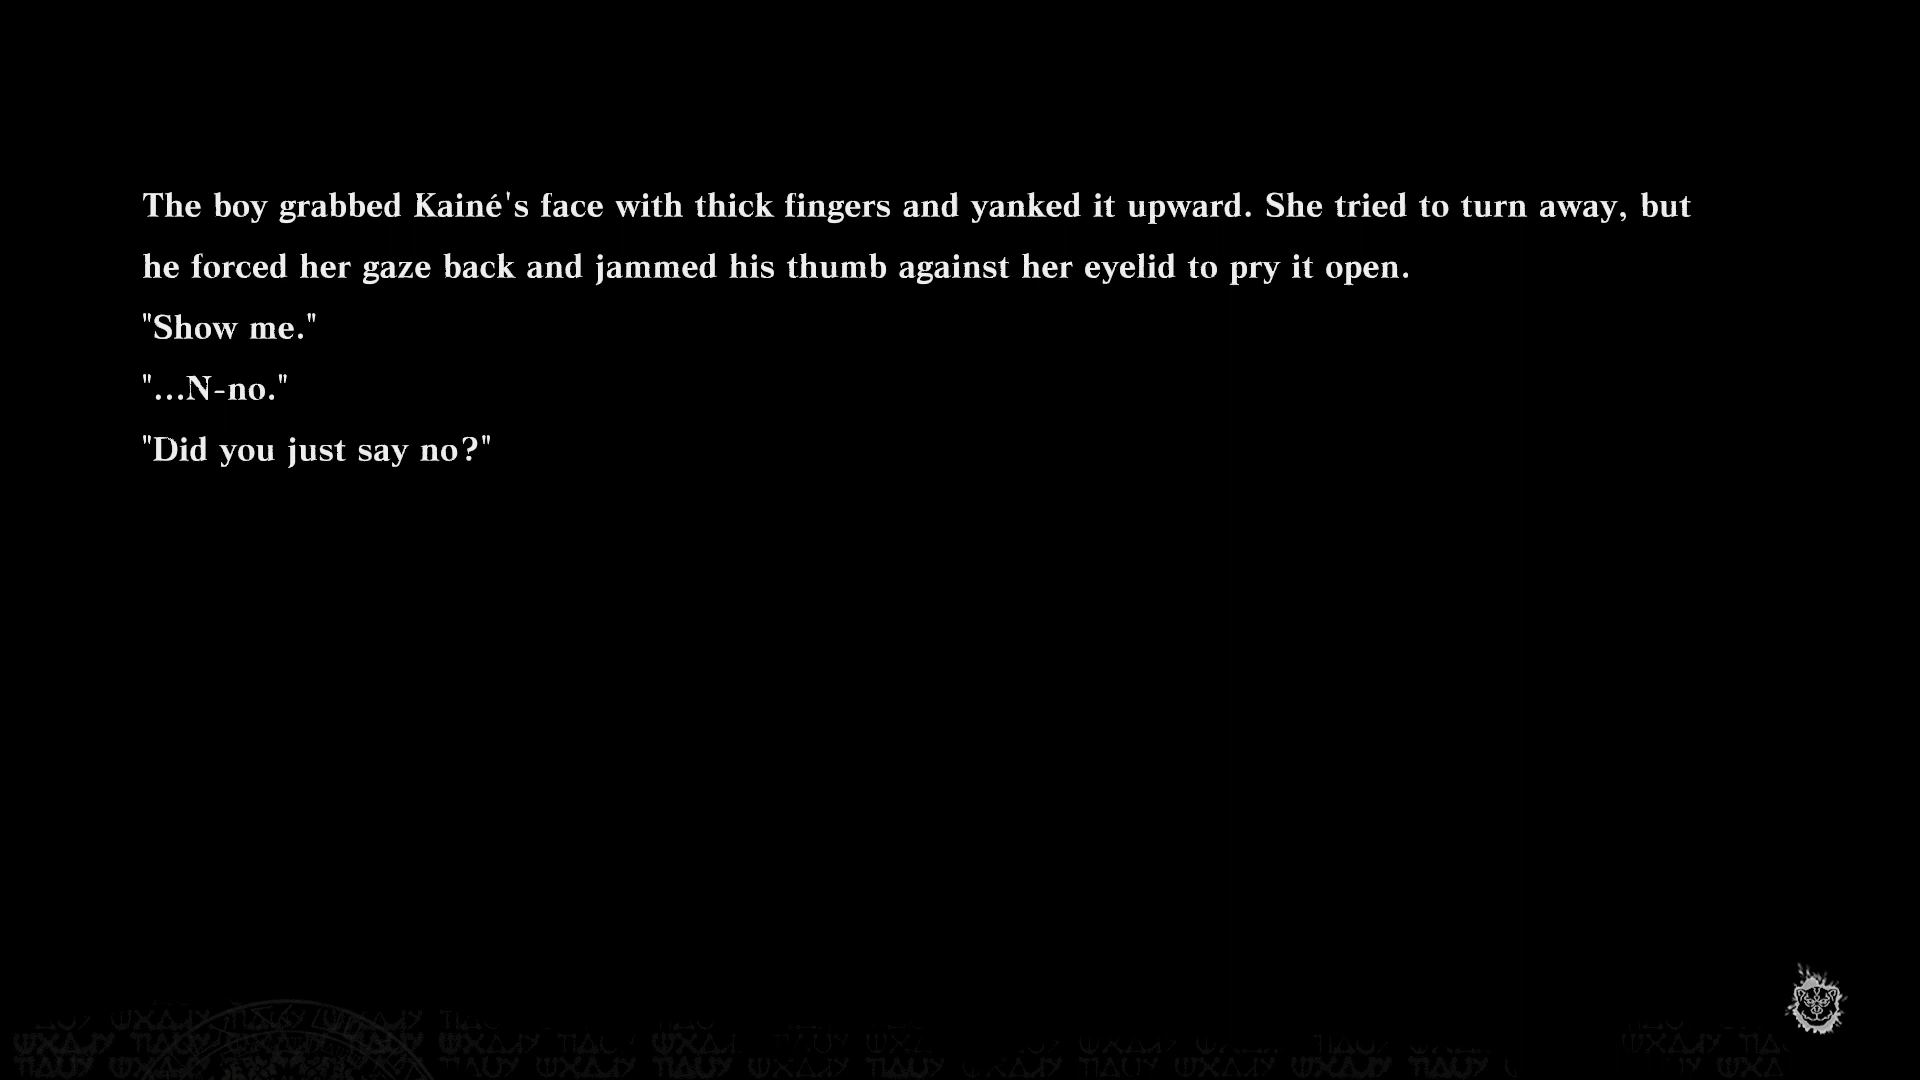 The boy grabbed Kainé's face with thick fingers and yanked it upward. She tried to turn away, but
he forced her gaze back and jammed his thumb against her eyelid to pry it open.
"Show me."
"...N-no."
"Did you just say no?"